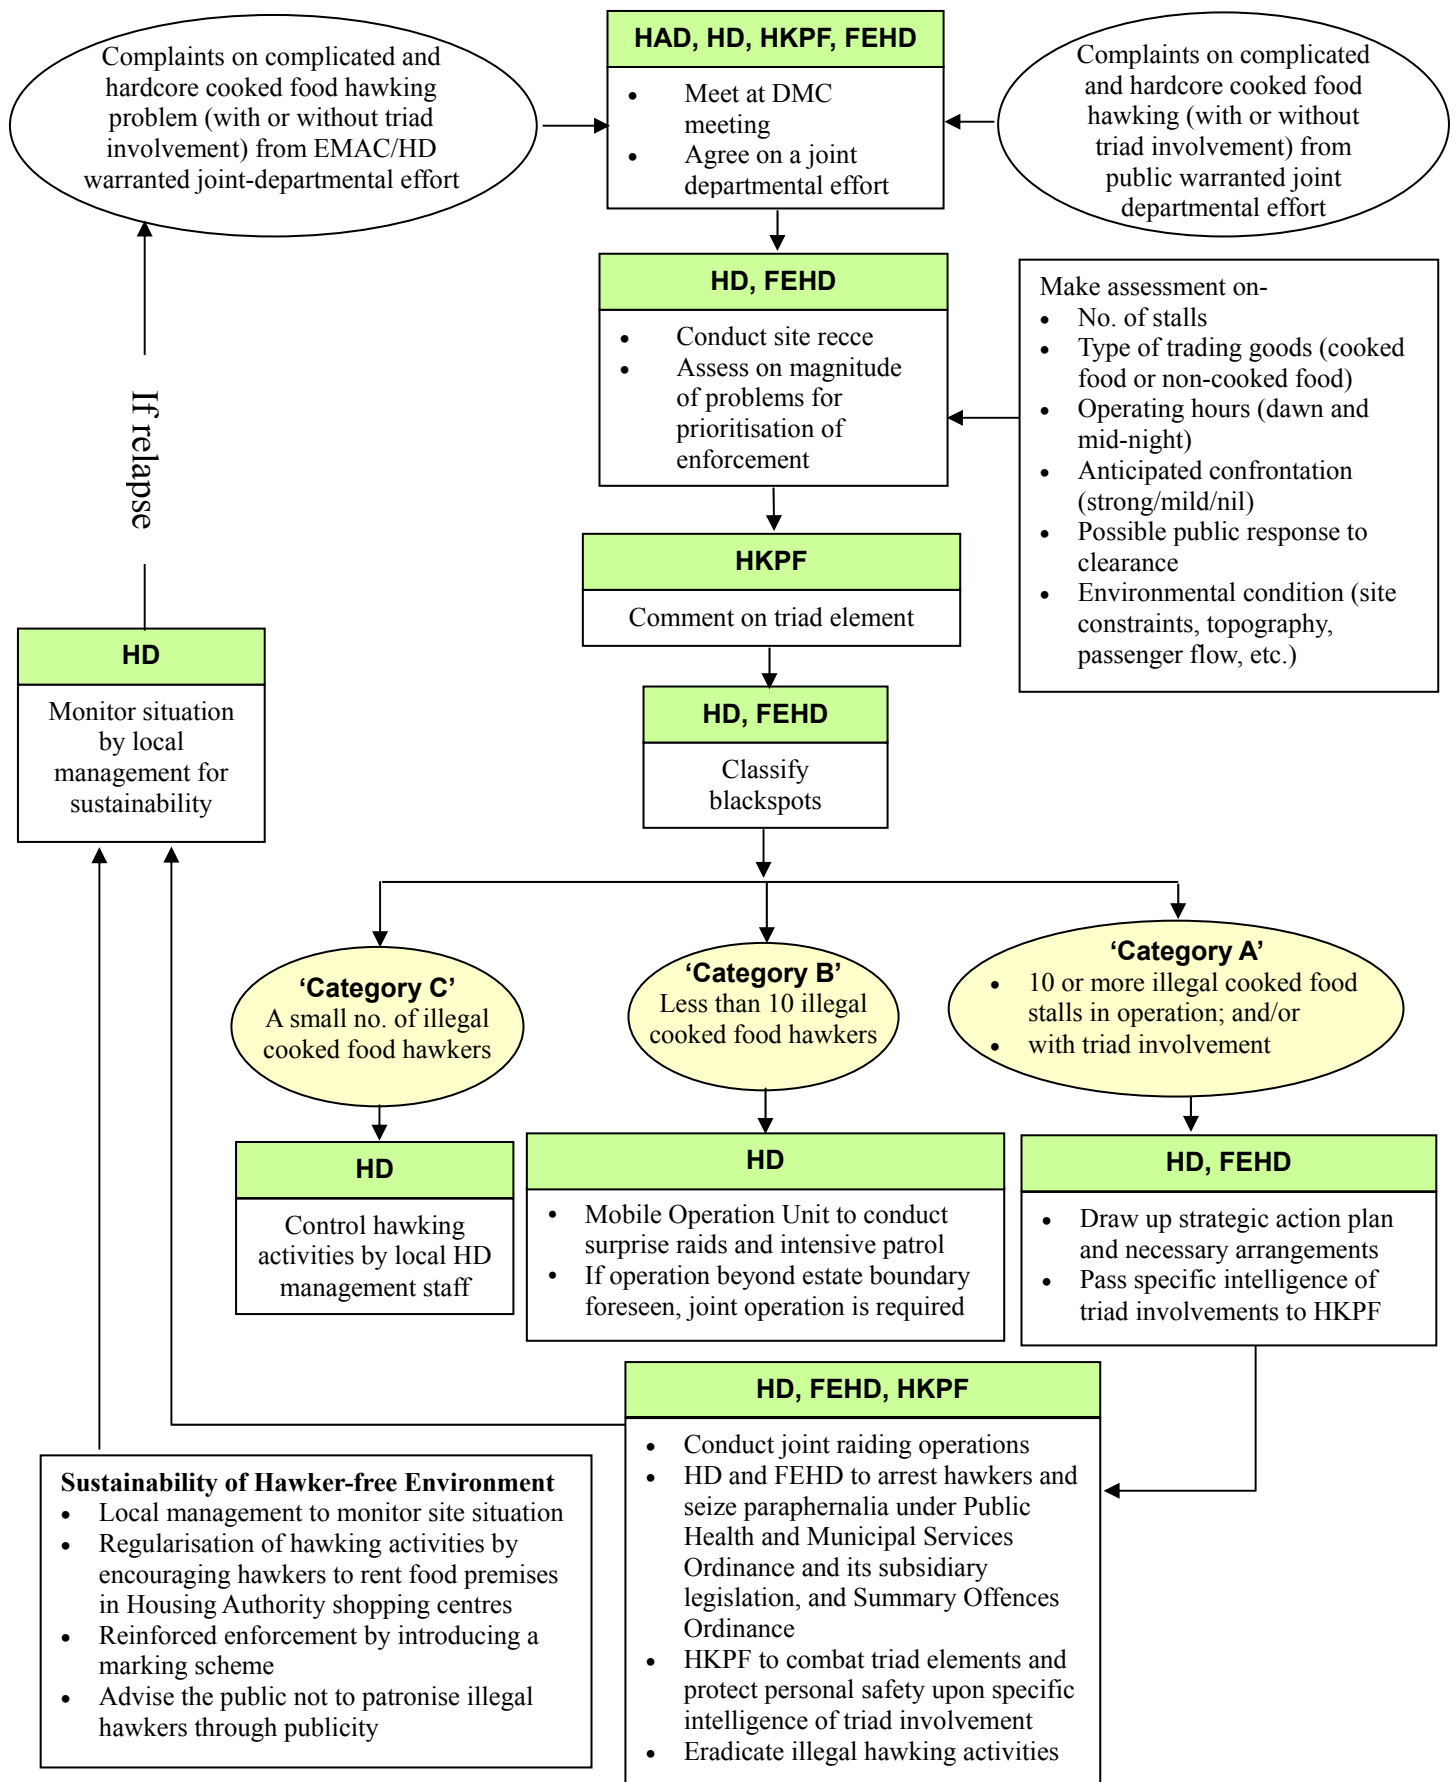 Complaints on complicated and
hardcore cooked food hawking
problem (with or without triad
involvement) from EMAC/HD
warranted joint-departmental effort
HAD, HD, HKPF, FEHD
• Meet at DMC
meeting
• Agree on a joint
departmental effort
Complaints on complicated
and hardcore cooked food
hawking (with or without
triad involvement) from
public warranted joint
departmental effort
HD, FEHD
• Conduct site recce
• Assess on magnitude
of problems for
prioritisation of
enforcement
Make assessment on-
• No. of stalls
• Type of trading goods (cooked
food or non-cooked food)
• Operating hours (dawn and
mid-night)
• Anticipated confrontation
(strong/mild/nil)
• Possible public response to
clearance
• Environmental condition (site
constraints, topography,
passenger flow, etc.)
If relapse
HKPF
Comment on triad element
HD
Monitor situation
by local
management for
sustainability
HD, FEHD
Classify
blackspots
‘Category C’
A small no. of illegal
cooked food hawkers
‘Category B’
Less than 10 illegal
cooked food hawkers
‘Category A’
• 10 or more illegal cooked food
stalls in operation; and/or
• with triad involvement
HD
Control hawking
activities by local HD
management staff
HD
• Mobile Operation Unit to conduct
surprise raids and intensive patrol
• If operation beyond estate boundary
foreseen, joint operation is required
HD, FEHD
• Draw up strategic action plan
and necessary arrangements
• Pass specific intelligence of
triad involvements to HKPF
HD, FEHD, HKPF
• Conduct joint raiding operations
• HD and FEHD to arrest hawkers and
seize paraphernalia under Public
Health and Municipal Services
Ordinance and its subsidiary
legislation, and Summary Offences
Ordinance
• HKPF to combat triad elements and
protect personal safety upon specific
intelligence of triad involvement
• Eradicate illegal hawking activities
Sustainability of Hawker-free Environment
• Local management to monitor site situation
• Regularisation of hawking activities by
encouraging hawkers to rent food premises
in Housing Authority shopping centres
• Reinforced enforcement by introducing a
marking scheme
• Advise the public not to patronise illegal
hawkers through publicity